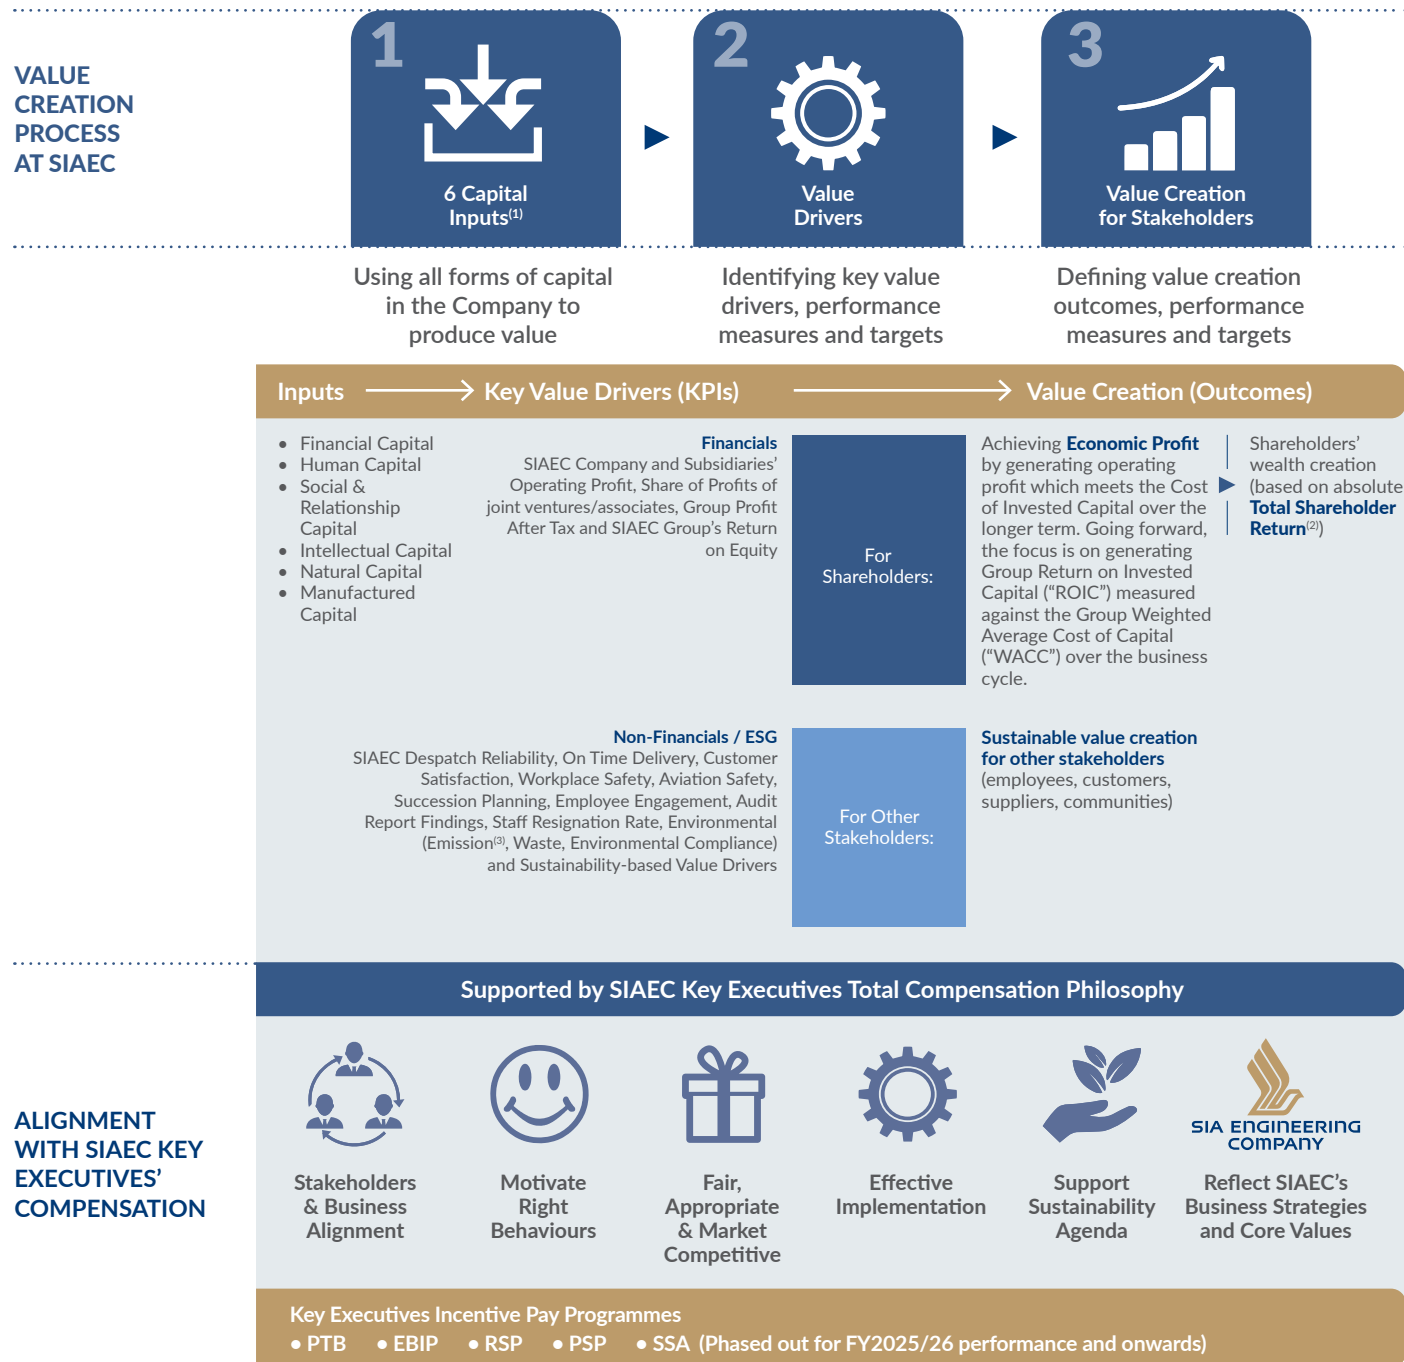 VALUE
CREATION
PROCESS
AT SIAEC
1
6 Capital
Inputs(1)
2
Value
Drivers
3
Value Creation
for Stakeholders
Using all forms of capital
in the Company to
produce value
Identifying key value
drivers, performance
measures and targets
Defining value creation
outcomes, performance
measures and targets
Inputs
Key Value Drivers (KPIs)
Value Creation (Outcomes)
• Financial Capital
• Human Capital
• Social &
Relationship
Capital
• Intellectual Capital
• Natural Capital
• Manufactured
Capital
Financials
SIAEC Company and Subsidiaries’
Operating Profit, Share of Profits of
joint ventures/associates, Group Profit
After Tax and SIAEC Group’s Return
on Equity
For
Shareholders:
Achieving Economic Profit
by generating operating
profit which meets the Cost
of Invested Capital over the
longer term. Going forward,
the focus is on generating
Group Return on Invested
Capital (“ROIC”) measured
against the Group Weighted
Average Cost of Capital
(“WACC”) over the business
cycle.
Shareholders’
wealth creation
(based on absolute
Total Shareholder
Return(2))
Non-Financials / ESG
SIAEC Despatch Reliability, On Time Delivery, Customer
Satisfaction, Workplace Safety, Aviation Safety,
Succession Planning, Employee Engagement, Audit
Report Findings, Staff Resignation Rate, Environmental
(Emission(3), Waste, Environmental Compliance)
and Sustainability-based Value Drivers
For Other
Stakeholders:
Sustainable value creation
for other stakeholders
(employees, customers,
suppliers, communities)
Supported by SIAEC Key Executives Total Compensation Philosophy
ALIGNMENT
WITH SIAEC KEY
EXECUTIVES’
COMPENSATION
Stakeholders
& Business
Alignment
Motivate
Right
Behaviours
Fair,
Appropriate
& Market
Competitive
Effective
Implementation
Support
Sustainability
Agenda
SIA ENGINEERING
COMPANY
Reflect SIAEC’s
Business Strategies
and Core Values
Key Executives Incentive Pay Programmes
• PTB • EBIP • RSP • PSP • SSA (Phased out for FY2025/26 performance and onwards)